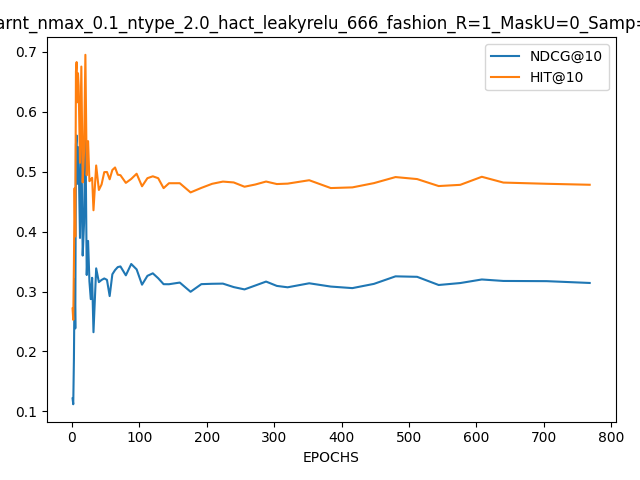 arnt_nmax_0.1_ntype_2.0_hact_leakyrelu_666_fashion_R=1_MaskU=0_Samp=
NDCG@10
HIT@10
0.7
0.6
0.5
0.4
0.3
0.2
0.1
0 100 200 300 400 500 600 700 800
EPOCHS